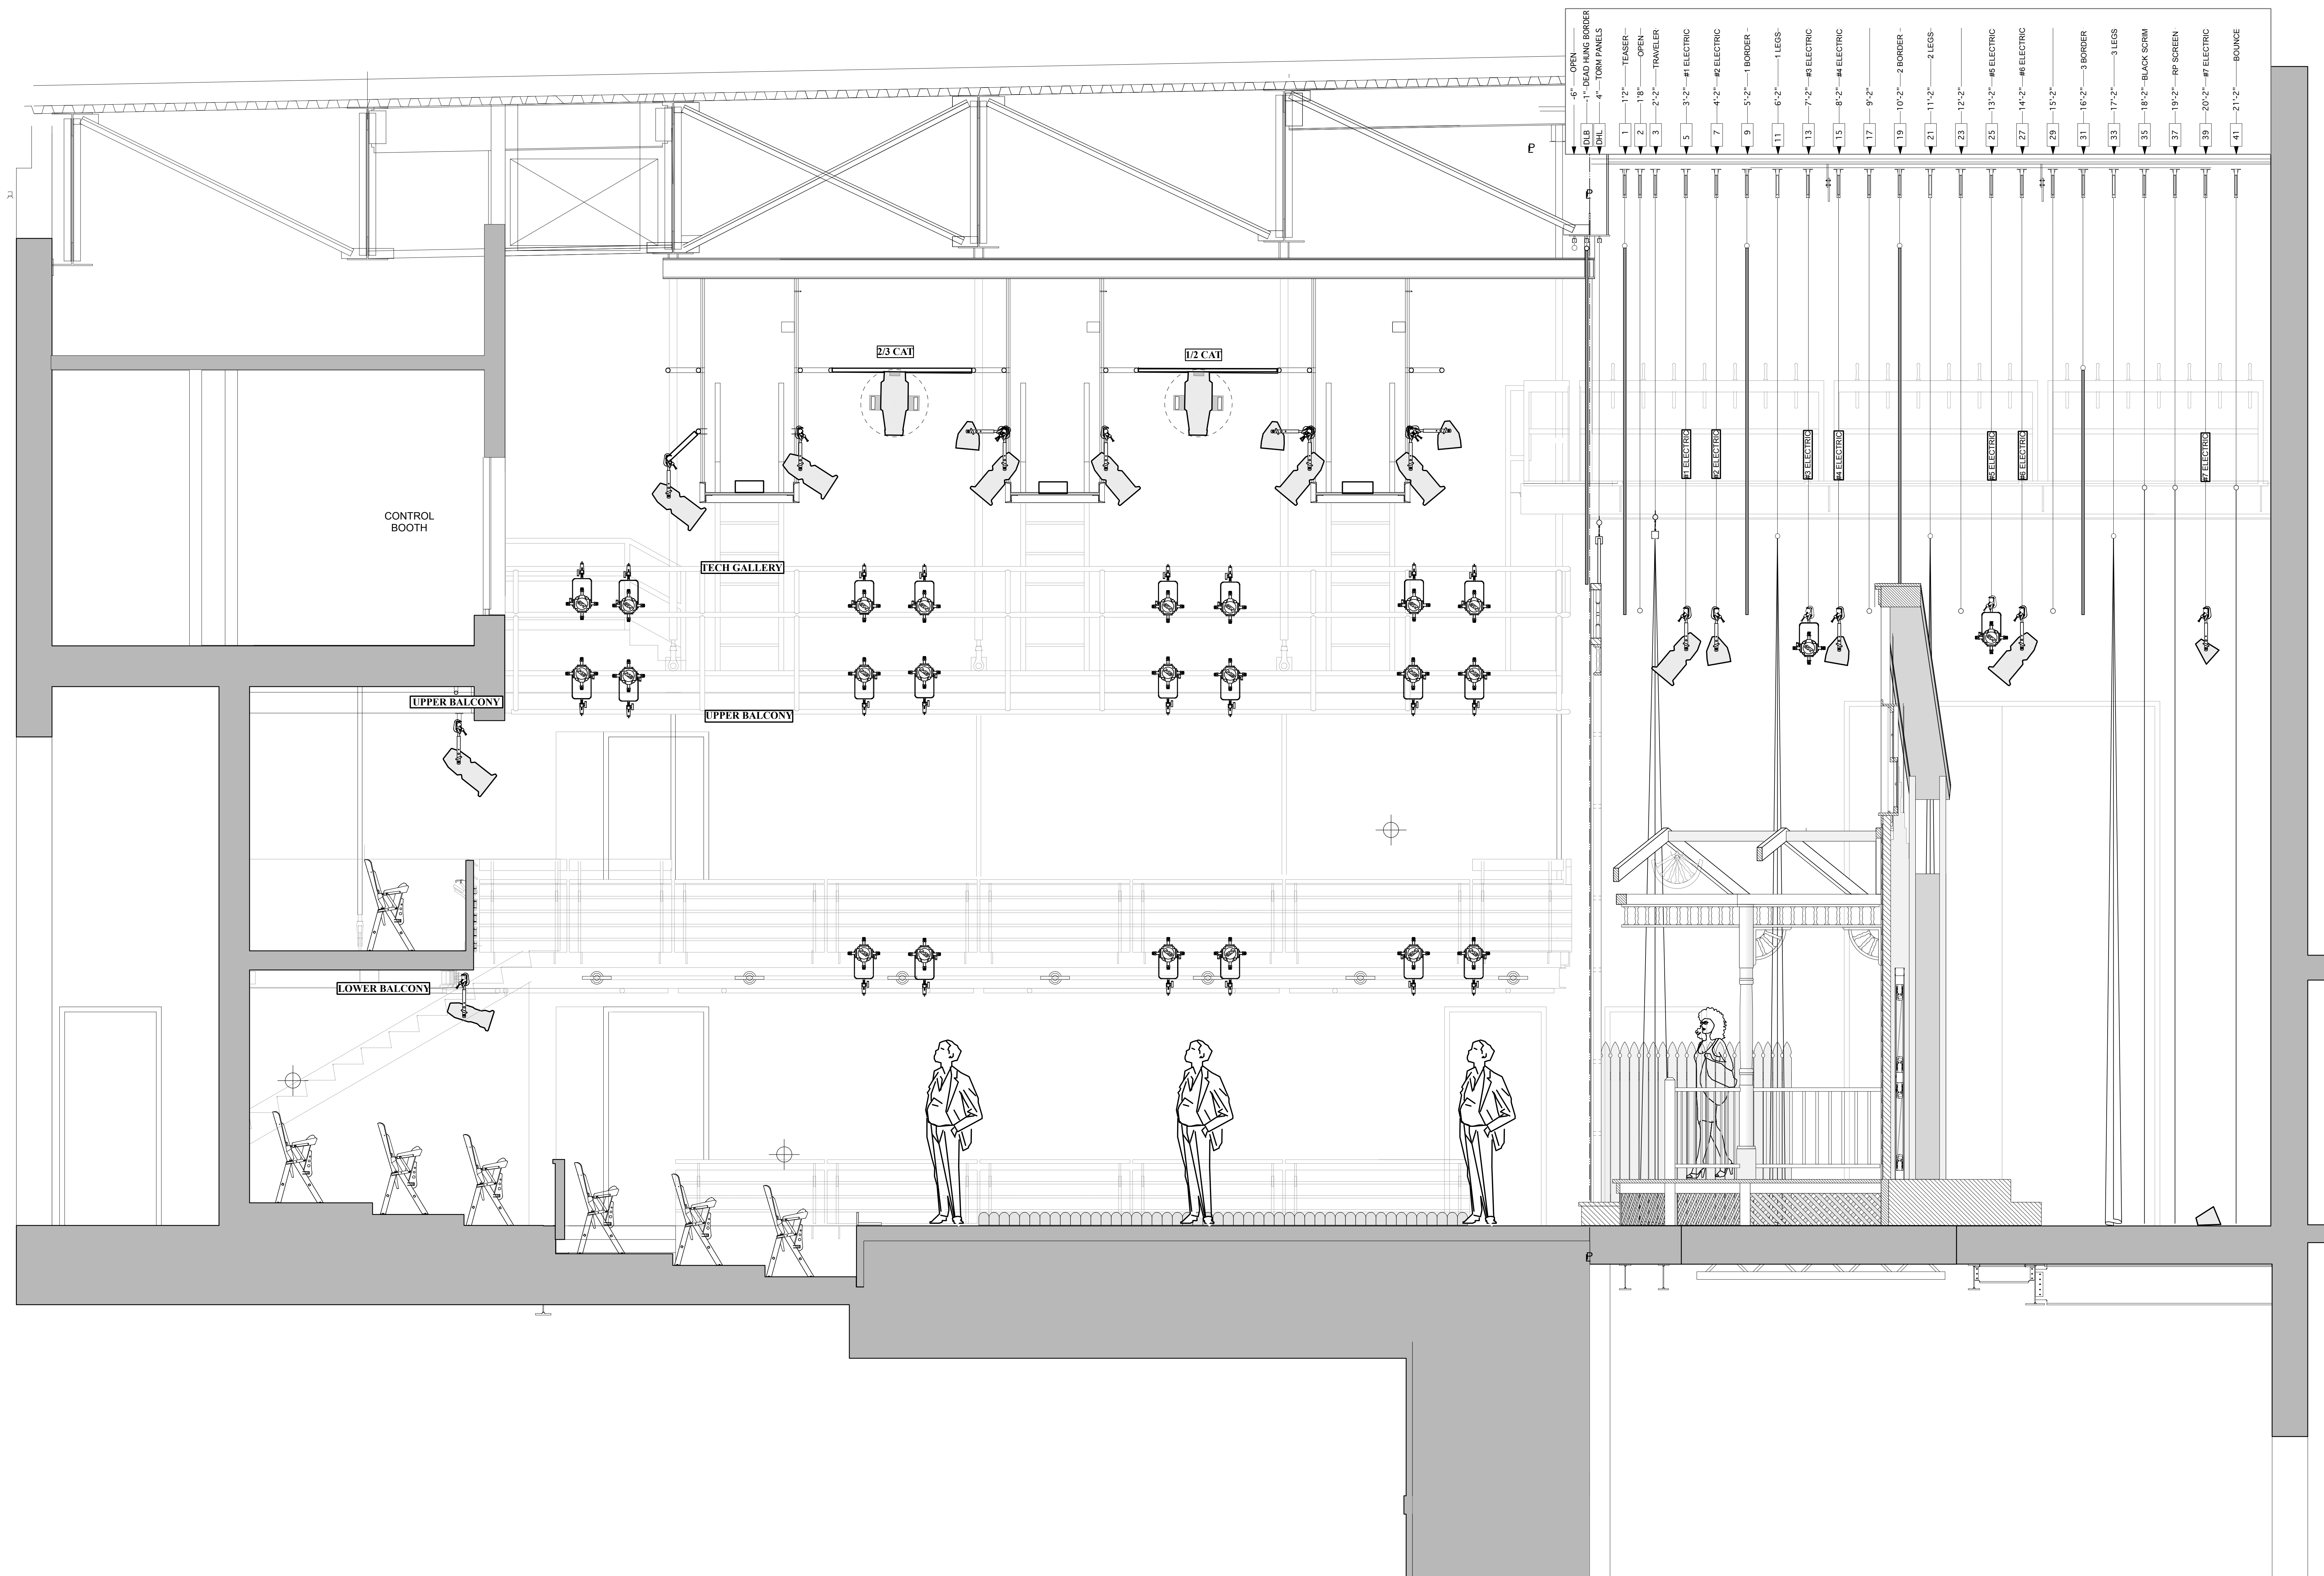 -6" OPEN
DLB -1" DEAD HUNG BORDER
DHL 4" TORM PANELS
1 1'2" TEASER
2 1'8" OPEN
3 2'-2" TRAVELER
5 3'-2" #1 ELECTRIC
7 4'-2" #2 ELECTRIC
9 5'-2" 1 BORDER
11 6'-2" 1 LEGS
13 7'-2" #3 ELECTRIC
15 8'-2" #4 ELECTRIC
17 9'-2"
19 10'-2" 2 BORDER
21 11'-2" 2 LEGS
23 12'-2"
25 13'-2" #5 ELECTRIC
27 14'-2" #6 ELECTRIC
29 15'-2"
31 16'-2" 3 BORDER
33 17'-2" 3 LEGS
35 18'-2" BLACK SCRIM
37 19'-2" RP SCREEN
39 20'-2" #7 ELECTRIC
41 21'-2" BOUNCE
2/3 CAT
1/2 CAT
#1 ELECTRIC
#2 ELECTRIC
#3 ELECTRIC
#4 ELECTRIC
#5 ELECTRIC
#6 ELECTRIC
#7 ELECTRIC
CONTROL
BOOTH
TECH GALLERY
UPPER BALCONY
UPPER BALCONY
LOWER BALCONY